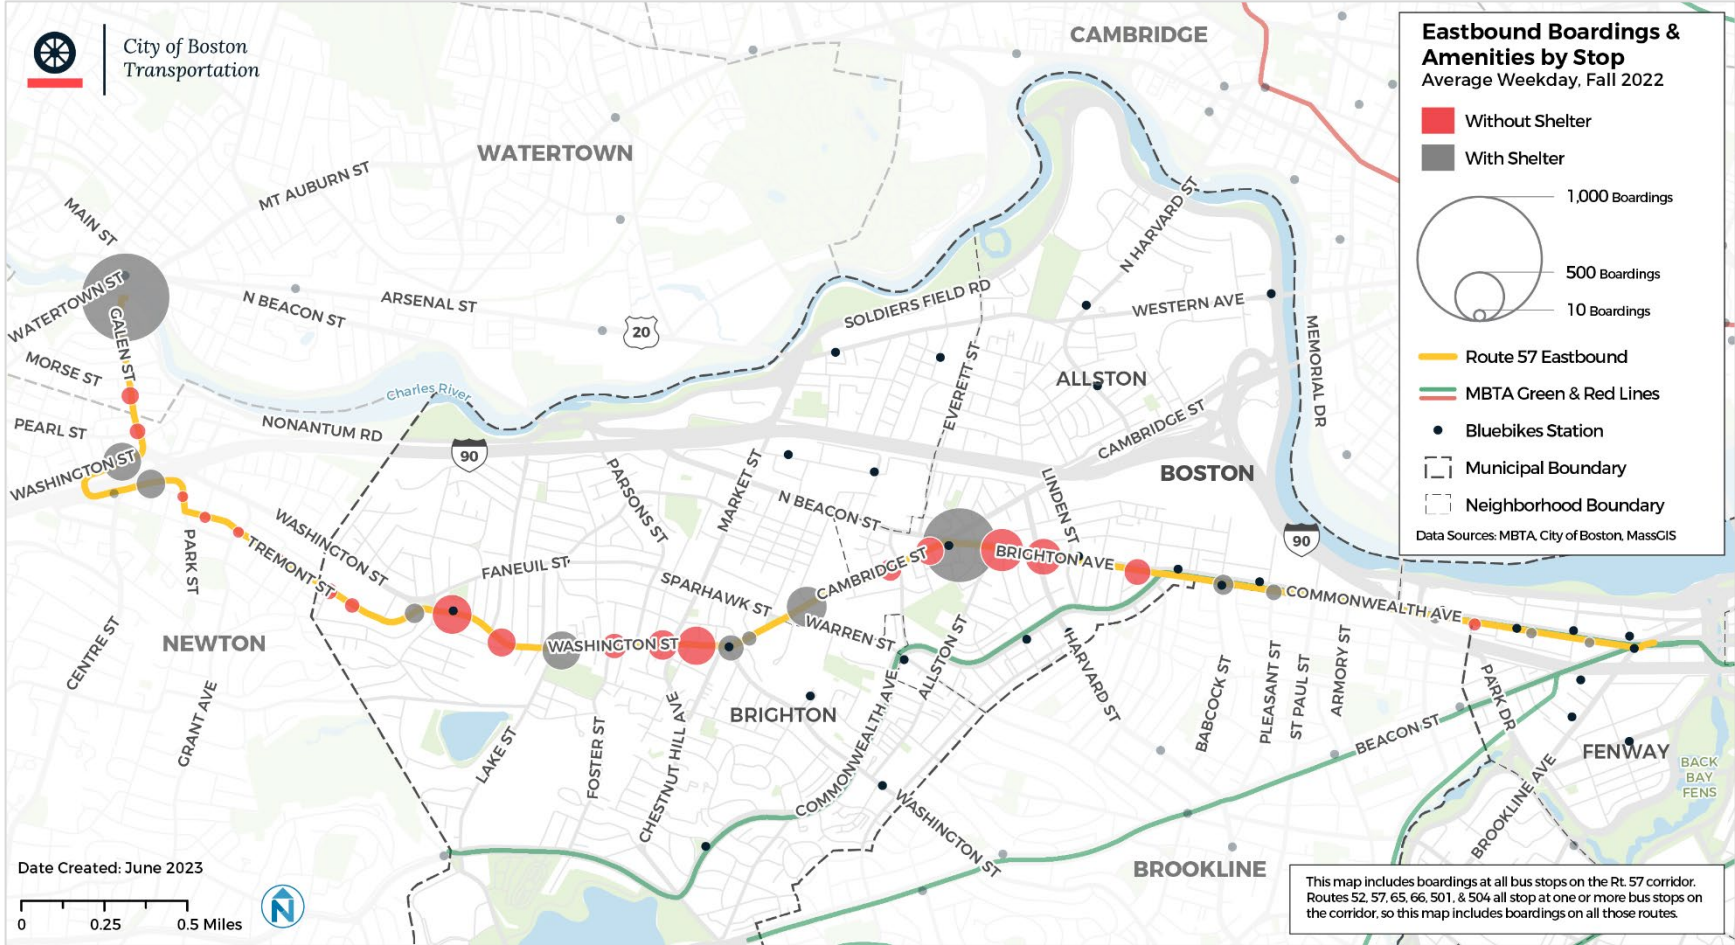 City of Boston
Transportation
CAMBRIDGE
WATERTOWN
MT AUBURN ST
MAIN ST
WATERTOWN ST
GALEN ST
N BEACON ST
ARSENAL ST
20
MORSE ST
Charles River
PEARL ST
NONANTUM RD
WASHINGTON ST
90
SOLDIERS FIELD RD
N HARVARD ST
WESTERN AVE
MEMORIAL DR
EVERETT ST
ALLSTON
CAMBRIDGE ST
BOSTON
90
PARSONS ST
MARKET ST
N BEACON ST
LINDEN ST
WASHINGTON ST
PARK ST
TREMONT ST
FANEUIL ST
SPARHAWK ST
CAMBRIDGE ST
BRIGHTON AVE
COMMONWEALTH AVE
WARREN ST
WASHINGTON ST
NEWTON
CENTRE ST
GRANT AVE
LAKE ST
FOSTER ST
CHESTNUT HILL AVE
BRIGHTON
COMMONWEALTH AVE
ALLSTON ST
HARVARD ST
BABCOCK ST
PLEASANT ST
ST PAUL ST
ARMORY ST
PARK DR
BEACON ST
FENWAY
BACK
BAY
FENS
BROOKLINE AVE
WASHINGTON ST
BROOKLINE
Eastbound Boardings &
Amenities by Stop
Average Weekday, Fall 2022
Without Shelter
With Shelter
1,000 Boardings
500 Boardings
10 Boardings
Route 57 Eastbound
MBTA Green & Red Lines
Bluebikes Station
Municipal Boundary
Neighborhood Boundary
Data Sources: MBTA, City of Boston, MassGIS
Date Created: June 2023
0 0.25 0.5 Miles
N
This map includes boardings at all bus stops on the Rt. 57 corridor.
Routes 52, 57, 65, 66, 501, & 504 all stop at one or more bus stops on
the corridor, so this map includes boardings on all those routes.